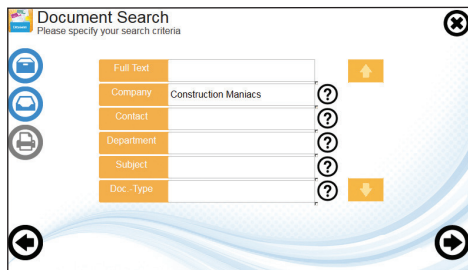 Document Search
Please specify your search criteria
Full Text
Company Construction Maniacs
Contact
Department
Subject
Doc.-Type